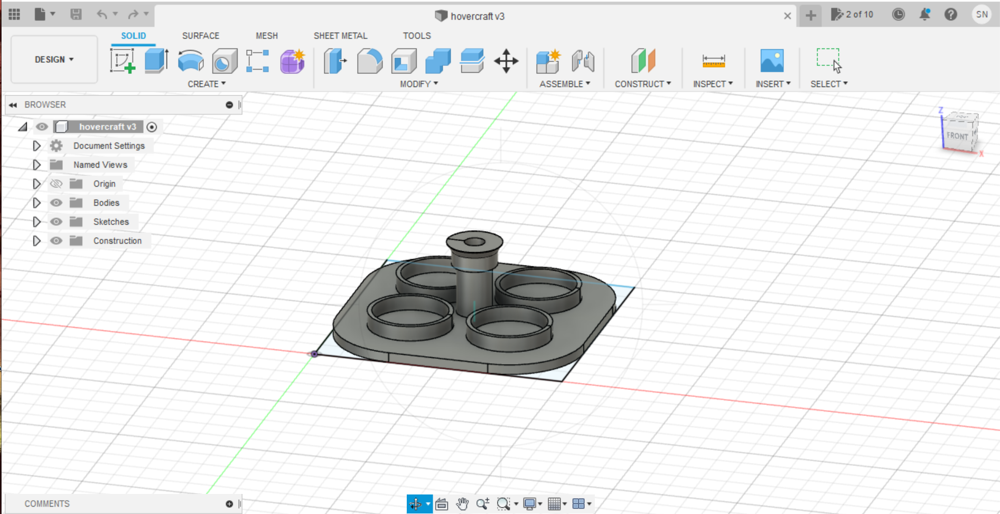 hovercraft v3
2 of 10
SN
SOLID
SURFACE
MESH
SHEET METAL
TOOLS
DESIGN
CREATE
MODIFY
ASSEMBLE
CONSTRUCT
INSPECT
INSERT
SELECT
BROWSER
hovercraft v3
Document Settings
Named Views
Origin
Bodies
Sketches
Construction
Z
FRONT
X
COMMENTS